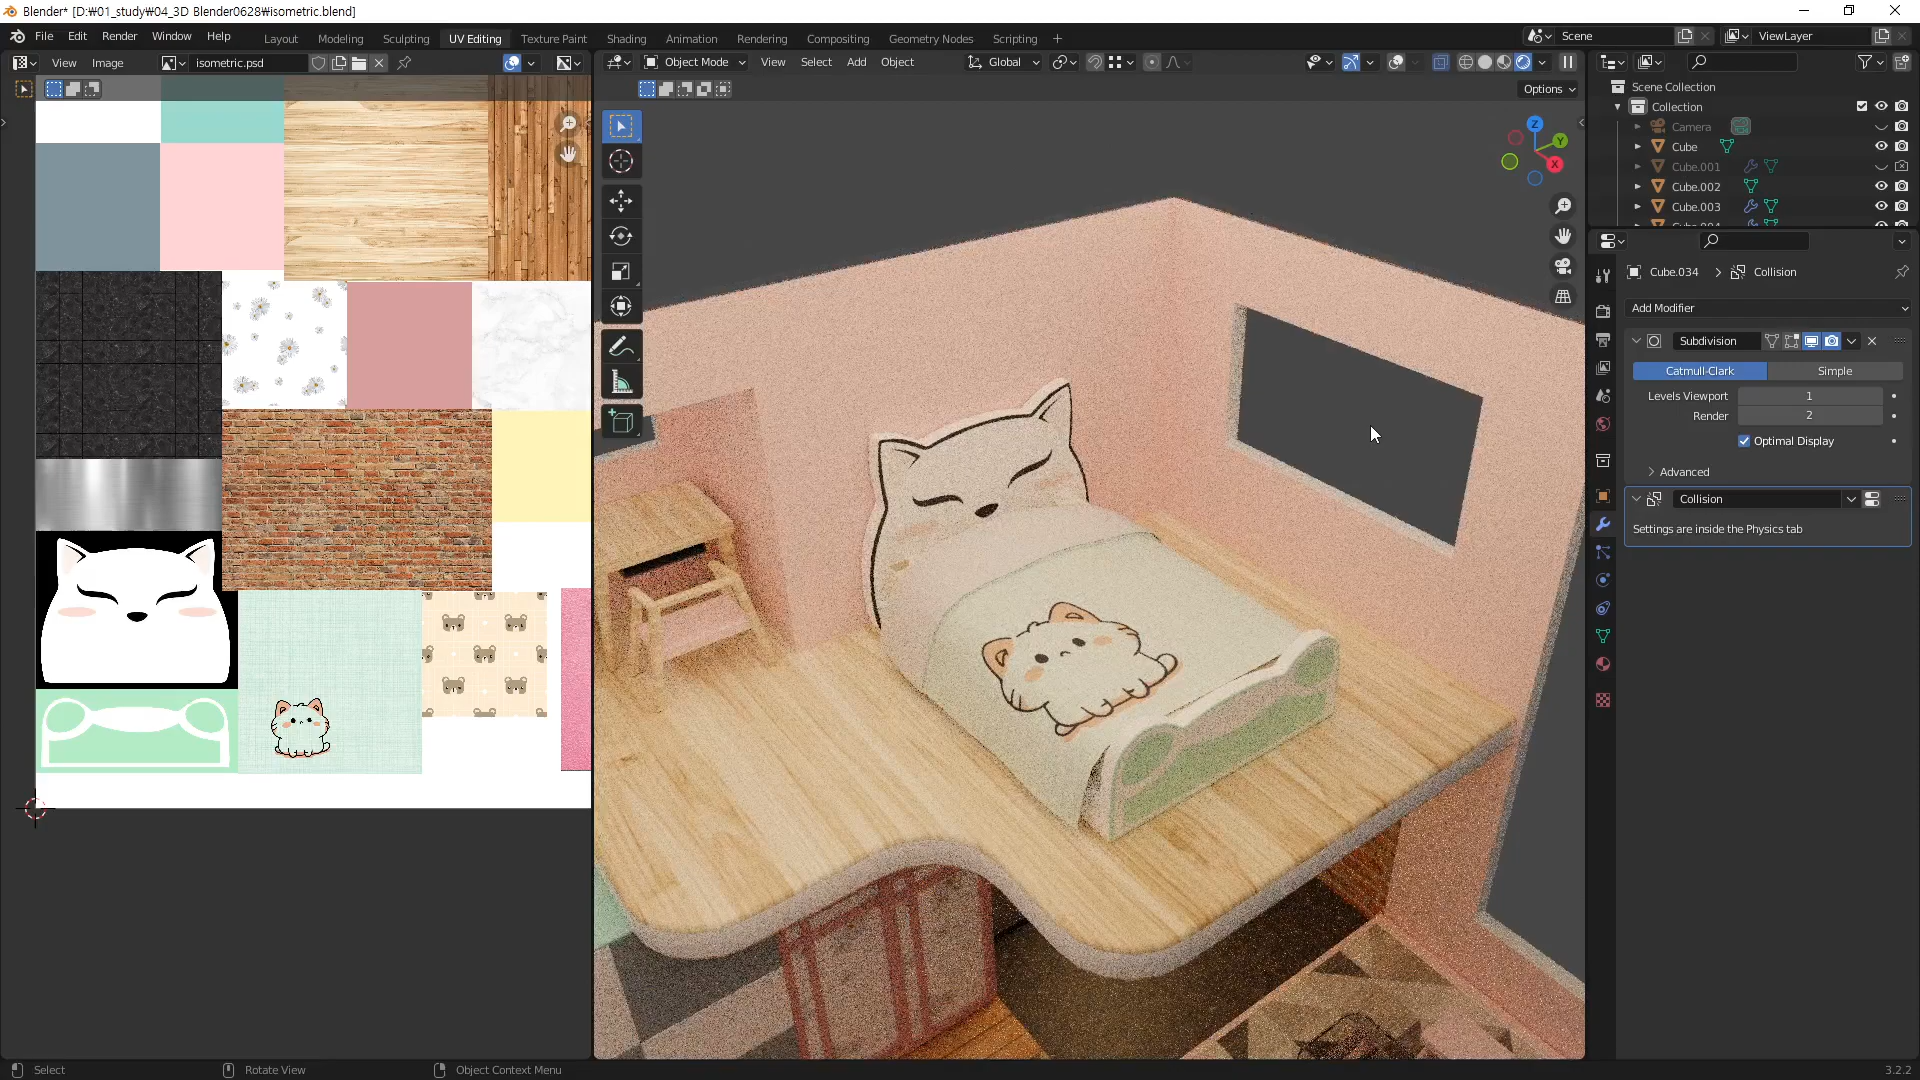 Blender* [D:₩01_study₩04_3D Blender0628₩isometric.blend]
File Edit Render Window Help
Layout Modeling Sculpting UV Editing Texture Paint Shading Animation Rendering Compositing Geometry Nodes Scripting +
Scene
ViewLayer
View Image
isometric.psd
Object Mode View Select Add Object
Global
Options
Z
Y
X
Scene Collection
Collection
Camera
Cube
Cube.001
Cube.002
Cube.003
Cube.034 > Collision
Add Modifier
Subdivision
Catmull-Clark Simple
Levels Viewport 1
Render 2
Optimal Display
Advanced
Collision
Settings are inside the Physics tab
Select Rotate View Object Context Menu
3.2.2